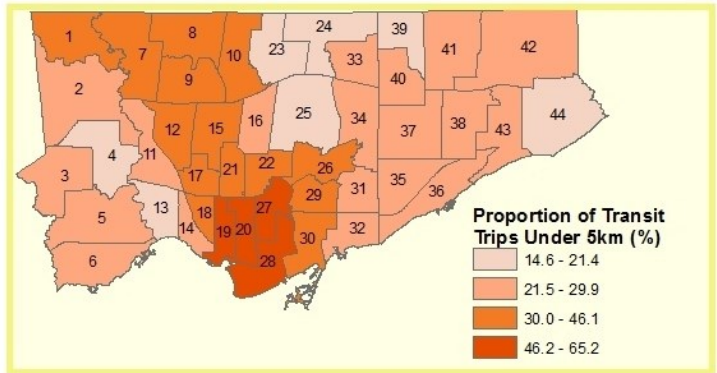 1 7 8 10 23 24 39 41 42
2 9 33 40
12 15 16 25 34 37 38 43 44
4 11
3 17 21 22 26
5 13 14 18 19 20 27 29 31 35 36
6 28 30 32
Proportion of Transit
Trips Under 5km (%)
14.6 - 21.4
21.5 - 29.9
30.0 - 46.1
46.2 - 65.2